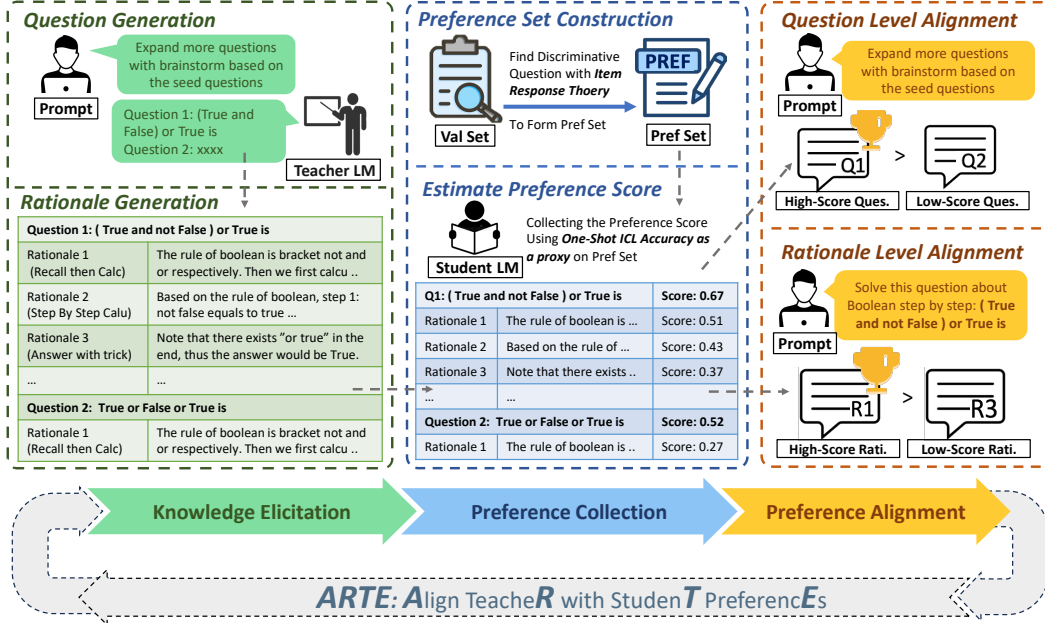 Question Generation
Expand more questions
with brainstorm based on
the seed questions
Prompt
Question 1: (True and
False) or True is
Question 2: xxxx
Teacher LM
Rationale Generation
Question 1: ( True and not False ) or True is
Rationale 1
(Recall then Calc)
The rule of boolean is bracket not and
or respectively. Then we first calcu ..
Rationale 2
(Step By Step Calu)
Based on the rule of boolean, step 1:
not false equals to true ...
Rationale 3
(Answer with trick)
Note that there exists ”or true” in the
end, thus the answer would be True.
...
...
Question 2: True or False or True is
Rationale 1
(Recall then Calc)
The rule of boolean is bracket not and
or respectively. Then we first calcu ..
Preference Set Construction
Val Set
Find Discriminative
Question with Item
Response Thoery
To Form Pref Set
PREF
Pref Set
Estimate Preference Score
Student LM
Collecting the Preference Score
Using One-Shot ICL Accuracy as
a proxy on Pref Set
Q1: ( True and not False ) or True is Score: 0.67
Rationale 1 The rule of boolean is ... Score: 0.51
Rationale 2 Based on the rule of ... Score: 0.43
Rationale 3 Note that there exists .. Score: 0.37
... ...
Question 2: True or False or True is Score: 0.52
Rationale 1 The rule of boolean is .. Score: 0.27
Question Level Alignment
Expand more questions
with brainstorm based on
the seed questions
Prompt
Q1 > Q2
High-Score Ques. Low-Score Ques.
Rationale Level Alignment
Solve this question about
Boolean step by step: ( True
and not False ) or True is
Prompt
R1 > R3
High-Score Rati. Low-Score Rati.
Knowledge Elicitation Preference Collection Preference Alignment
ARTE: Align TeacheR with StudenT PreferencEs